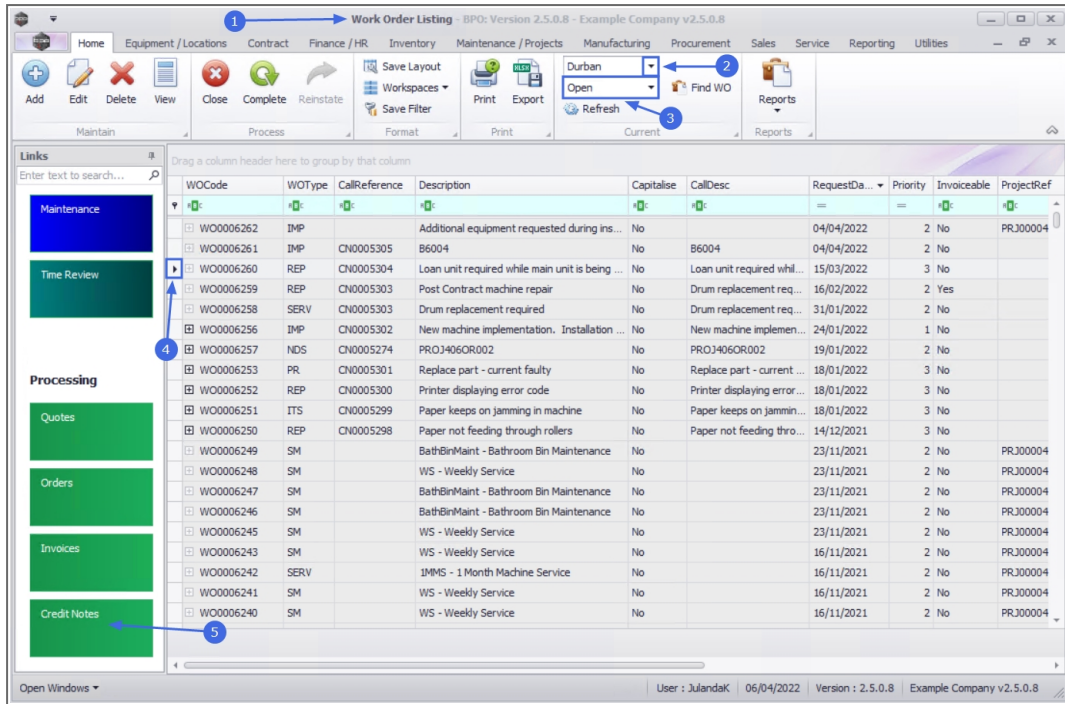 1
Work Order Listing - BPO: Version 2.5.0.8 - Example Company v2.5.0.8
Home Equipment / Locations Contract Finance / HR Inventory Maintenance / Projects Manufacturing Procurement Sales Service Reporting Utilities
Add Edit Delete View Close Complete Reinstate Save Layout Workspaces Save Filter Print Export Durban Open Refresh Find WO Reports
2
3
Maintain Process Format Print Current Reports
Links
Enter text to search...
Maintenance
Time Review
Processing
Quotes
Orders
Invoices
Credit Notes
Drag a column header here to group by that column
WOCode WOType CallReference Description Capitalise CallDesc RequestDa... Priority Invoiceable ProjectRef
WO0006262 IMP Additional equipment requested during ins... No 04/04/2022 2 No PRJ00004
WO0006261 IMP CN0005305 B6004 No B6004 04/04/2022 2 No
WO0006260 REP CN0005304 Loan unit required while main unit is being ... No Loan unit required whil... 15/03/2022 3 No
WO0006259 REP CN0005303 Post Contract machine repair No Drum replacement req... 16/02/2022 2 Yes
WO0006258 SERV CN0005303 Drum replacement required No Drum replacement req... 31/01/2022 2 No
WO0006256 IMP CN0005302 New machine implementation. Installation ... No New machine implemen... 24/01/2022 1 No
4
WO0006257 NDS CN0005274 PROJ406OR002 No PROJ406OR002 19/01/2022 2 No
WO0006253 PR CN0005301 Replace part - current faulty No Replace part - current ... 18/01/2022 3 No
WO0006252 REP CN0005300 Printer displaying error code No Printer displaying error... 18/01/2022 3 No
WO0006251 ITS CN0005299 Paper keeps on jamming in machine No Paper keeps on jammin... 18/01/2022 3 No
WO0006250 REP CN0005298 Paper not feeding through rollers No Paper not feeding thro... 14/12/2021 3 No
WO0006249 SM BathBinMaint - Bathroom Bin Maintenance No 23/11/2021 2 No PRJ00004
WO0006248 SM WS - Weekly Service No 23/11/2021 2 No PRJ00004
WO0006247 SM BathBinMaint - Bathroom Bin Maintenance No 23/11/2021 2 No PRJ00004
WO0006246 SM BathBinMaint - Bathroom Bin Maintenance No 23/11/2021 2 No PRJ00004
WO0006245 SM WS - Weekly Service No 23/11/2021 2 No PRJ00004
WO0006243 SM WS - Weekly Service No 16/11/2021 2 No PRJ00004
WO0006242 SERV 1MMS - 1 Month Machine Service No 16/11/2021 2 No PRJ00004
WO0006241 SM WS - Weekly Service No 16/11/2021 2 No PRJ00004
WO0006240 SM WS - Weekly Service No 16/11/2021 2 No PRJ00004
5
Open Windows User : JulandaK 06/04/2022 Version : 2.5.0.8 Example Company v2.5.0.8